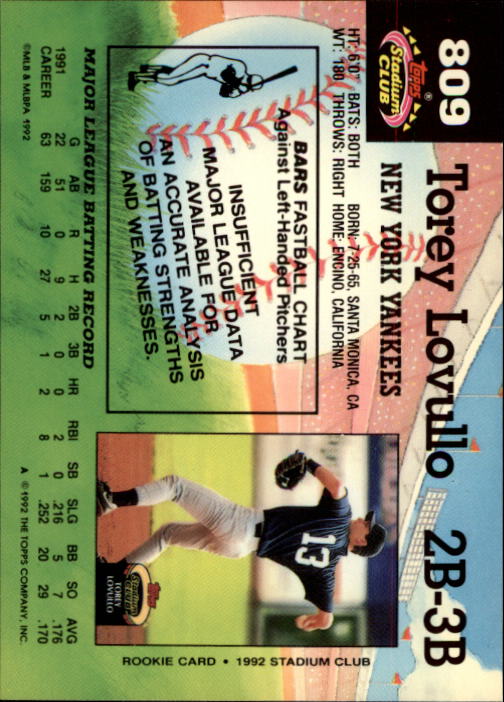 809
Topps®
Stadium
CLUB
Torey Lovullo 2B-3B
NEW YORK YANKEES
HT: 6'0" BATS: BOTH BORN: 7-25-65, SANTA MONICA, CA
WT: 180 THROWS: RIGHT HOME: ENCINO, CALIFORNIA
BARS FASTBALL CHART
Against Left-Handed Pitchers
INSUFFICIENT
MAJOR LEAGUE DATA
AVAILABLE FOR
AN ACCURATE ANALYSIS
OF BATTING STRENGTHS
AND WEAKNESSES.
13
Topps
Stadium
CLUB
TOREY
LOVULLO
ROOKIE CARD • 1992 STADIUM CLUB
MAJOR LEAGUE BATTING RECORD
G AB R H 2B 3B HR RBI SB SLG BB SO AVG
1991 22 51 0 9 2 0 0 2 0 .216 5 7 .176
CAREER 63 159 10 27 5 1 2 8 1 .252 20 29 .170
©MLB & MLBPA 1992
A ©1992 THE TOPPS COMPANY, INC.